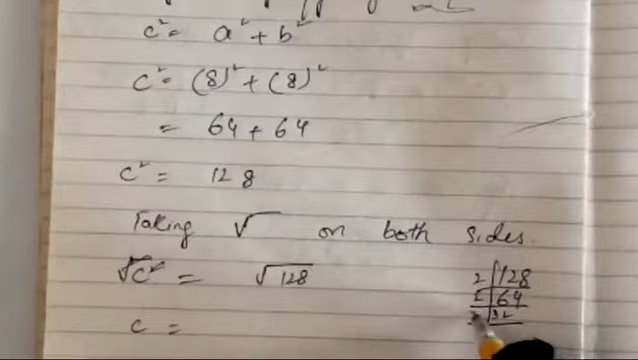 c² = a² + b²
c² = (8)² + (8)²
= 64 + 64
c² = 128
Taking √ on both sides.
√c² = √128
2 | 128
2 | 64
2 | 32
c =